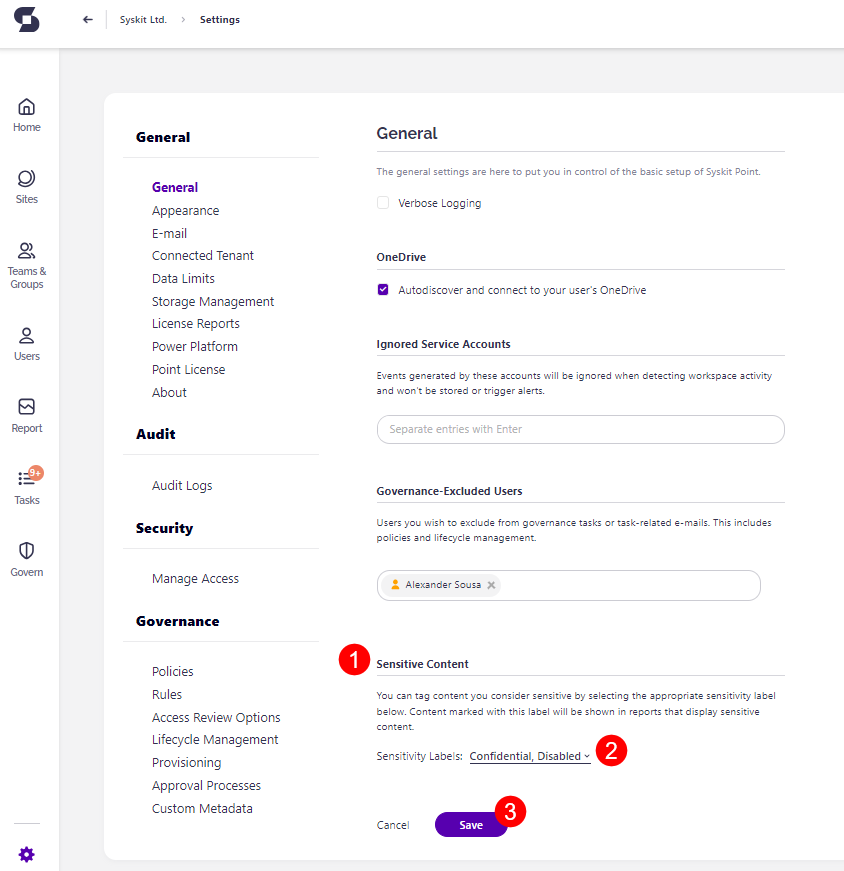 Syskit Ltd. > Settings
Home
Sites
Teams &
Groups
Users
Report
9+
Tasks
Govern
General
General
Appearance
E-mail
Connected Tenant
Data Limits
Storage Management
License Reports
Power Platform
Point License
About
Audit
Audit Logs
Security
Manage Access
Governance
Policies
Rules
Access Review Options
Lifecycle Management
Provisioning
Approval Processes
Custom Metadata
General
The general settings are here to put you in control of the basic setup of Syskit Point.
Verbose Logging
OneDrive
Autodiscover and connect to your user's OneDrive
Ignored Service Accounts
Events generated by these accounts will be ignored when detecting workspace activity
and won't be stored or trigger alerts.
Separate entries with Enter
Governance-Excluded Users
Users you wish to exclude from governance tasks or task-related e-mails. This includes
policies and lifecycle management.
Alexander Sousa
1
Sensitive Content
You can tag content you consider sensitive by selecting the appropriate sensitivity label
below. Content marked with this label will be shown in reports that display sensitive
content.
Sensitivity Labels: Confidential, Disabled
2
Cancel
Save
3